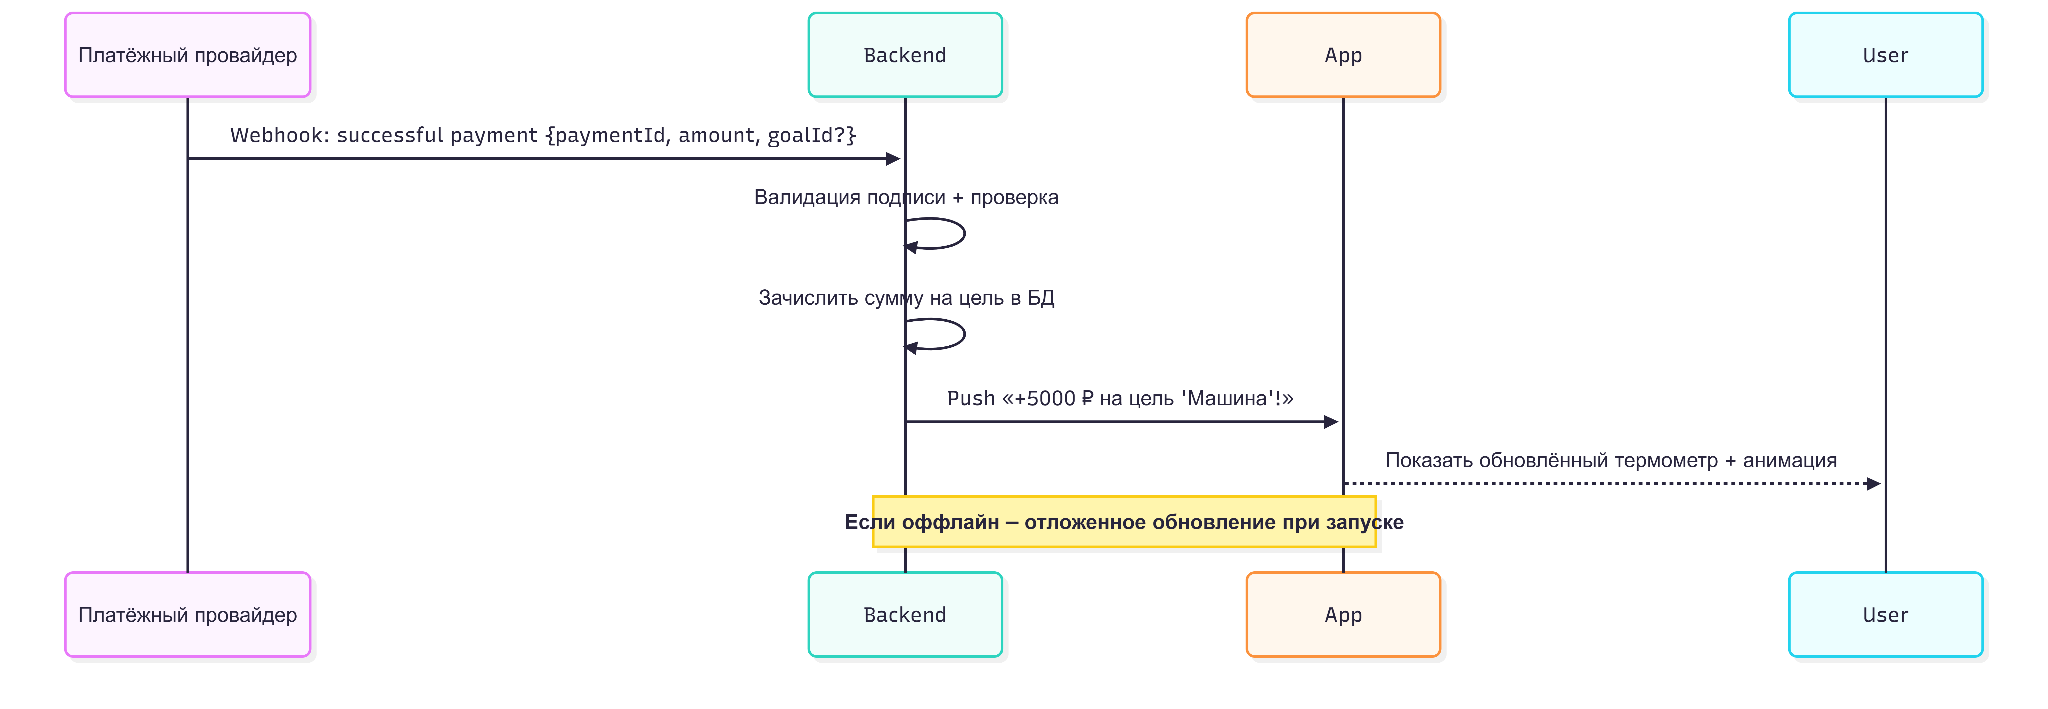 Платёжный провайдер
Backend
App
User
Webhook: successful payment {paymentId, amount, goalId?}
Валидация подписи + проверка
Зачислить сумму на цель в БД
Push «+5000 ₽ на цель 'Машина'!»
Показать обновлённый термометр + анимация
Если оффлайн – отложенное обновление при запуске
Платёжный провайдер
Backend
App
User